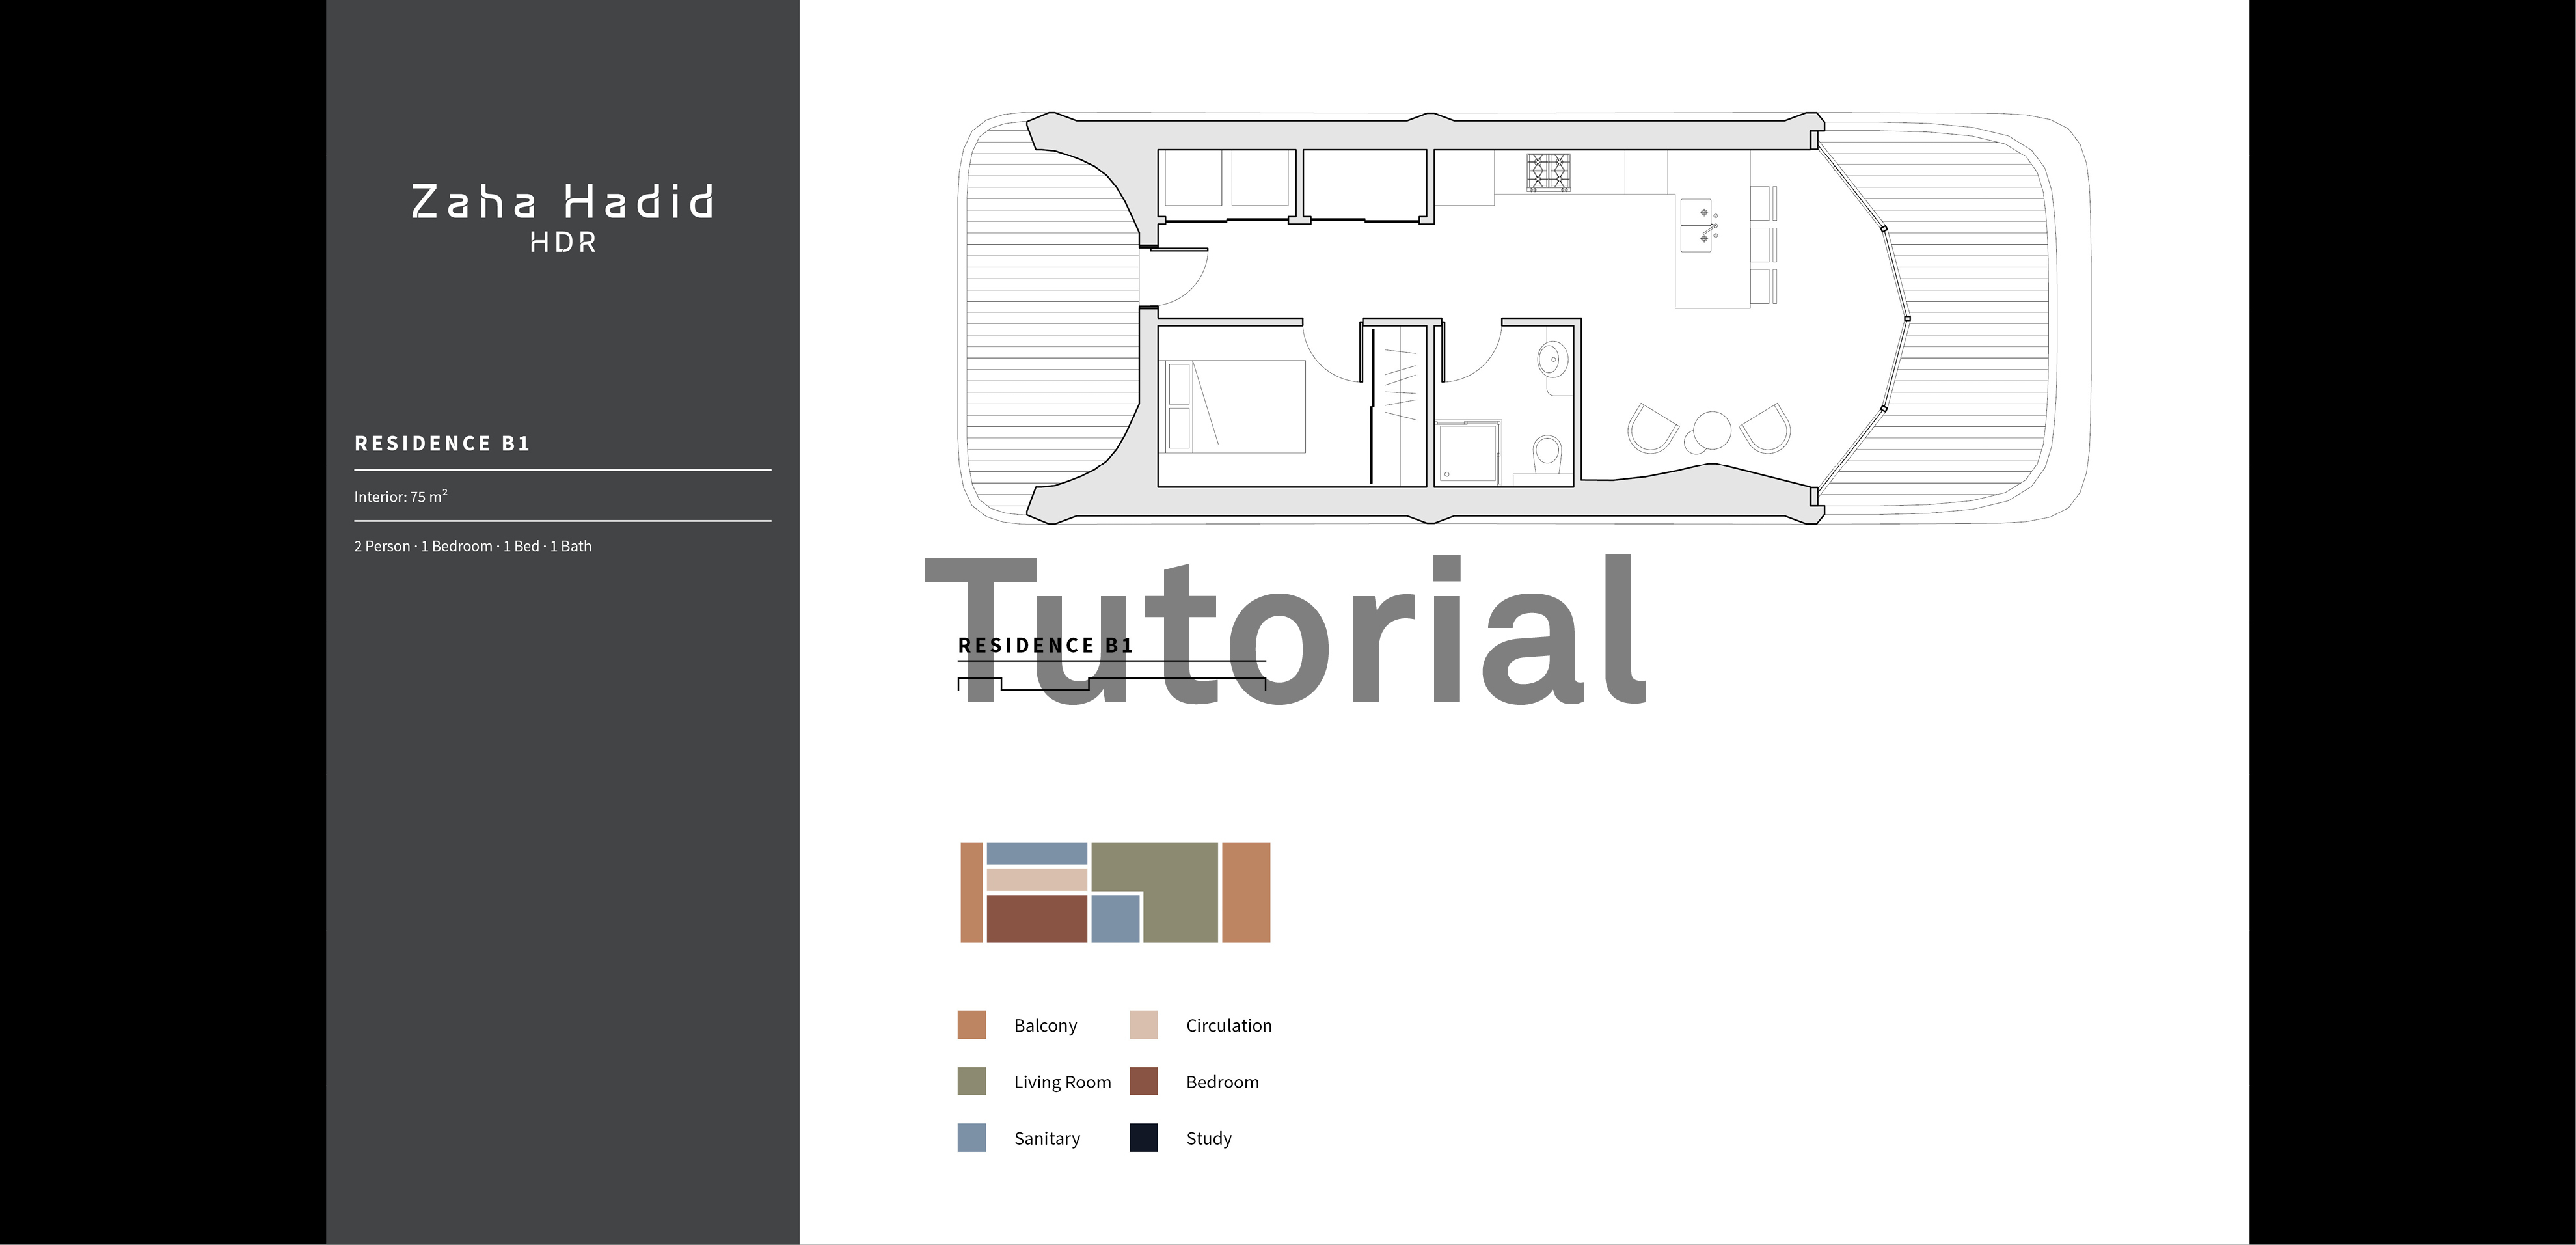 Zaha Hadid
HDR
RESIDENCE B1
Interior: 75 m²
2 Person · 1 Bedroom · 1 Bed · 1 Bath
Tutorial
RESIDENCE B1
Balcony
Circulation
Living Room
Bedroom
Sanitary
Study